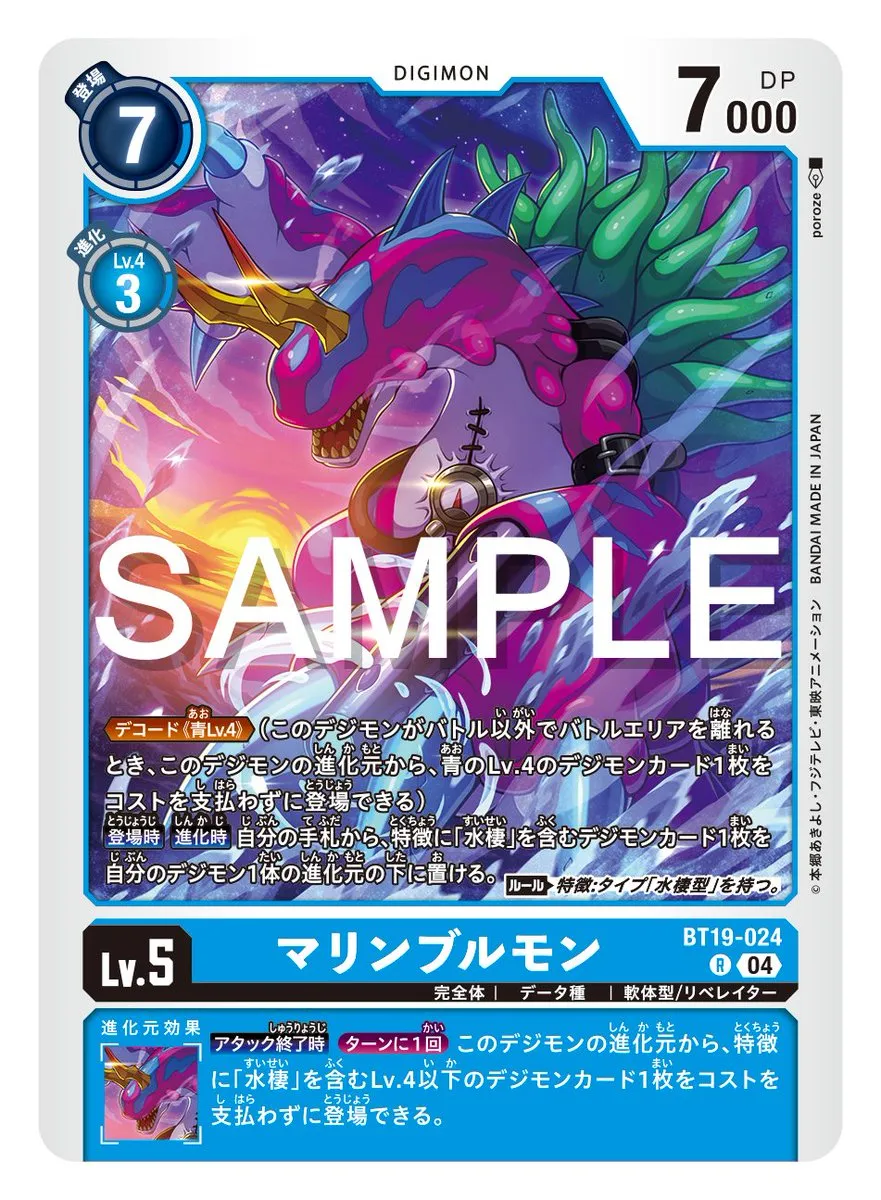 DIGIMON
登場
7
7000
DP
進化
Lv.4
3
poroze
SAMPLE
デコード《青Lv.4》(このデジモンがバトル以外でバトルエリアを離れる
とき、このデジモンの進化元から、青のLv.4のデジモンカード1枚を
コストを支払わずに登場できる)
登場時 進化時 自分の手札から、特徴に「水棲」を含むデジモンカード1枚を
自分のデジモン1体の進化元の下に置ける。
ルール 特徴:タイプ「水棲型」を持つ。
©本郷あきよし・フジテレビ・東映アニメーション BANDAI MADE IN JAPAN
Lv.5
マリンブルモン
BT19-024
R 04
完全体 | データ種 | 軟体型/リベレイター
進化元効果
アタック終了時 ターンに1回 このデジモンの進化元から、特徴
に「水棲」を含むLv.4以下のデジモンカード1枚をコストを
支払わずに登場できる。